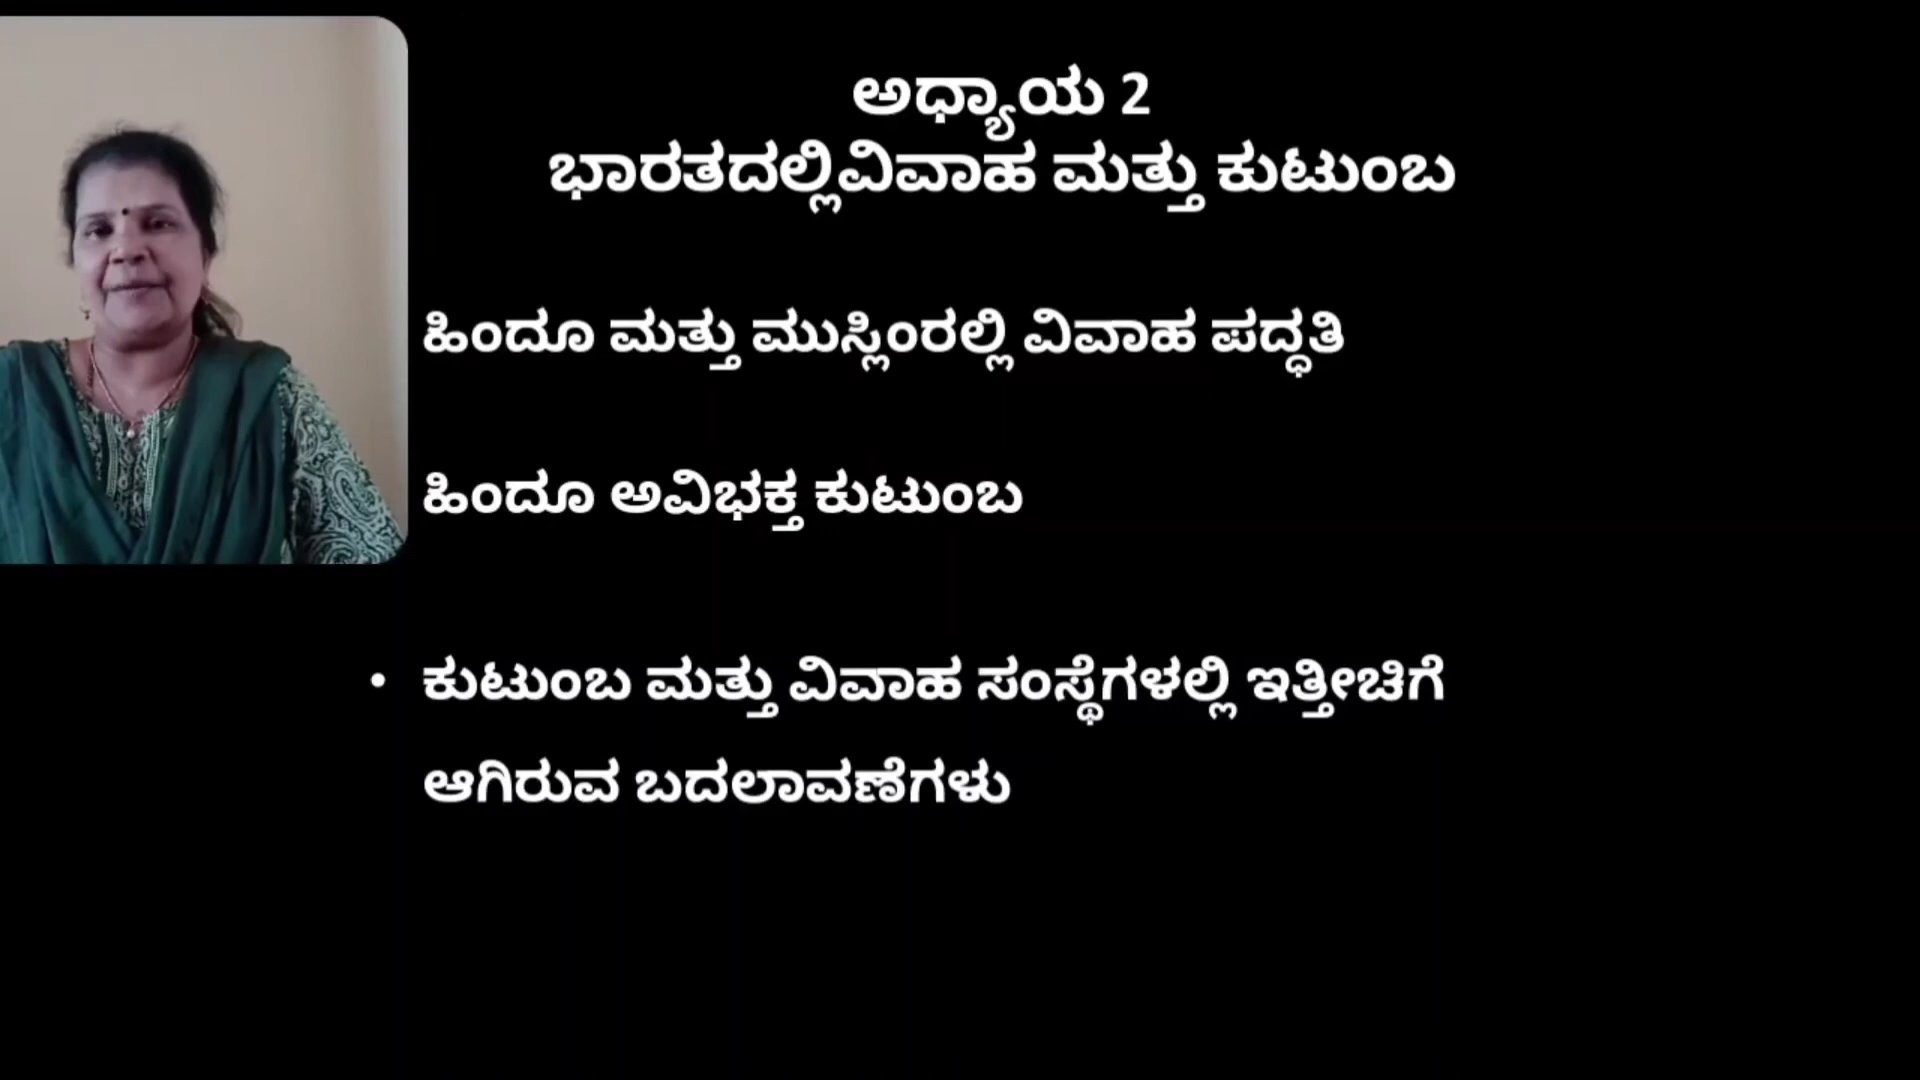 ಅಧ್ಯಾಯ 2
ಭಾರತದಲ್ಲಿವಿವಾಹ ಮತ್ತು ಕುಟುಂಬ
ಹಿಂದೂ ಮತ್ತು ಮುಸ್ಲಿಂರಲ್ಲಿ ವಿವಾಹ ಪದ್ಧತಿ
ಹಿಂದೂ ಅವಿಭಕ್ತ ಕುಟುಂಬ
• ಕುಟುಂಬ ಮತ್ತು ವಿವಾಹ ಸಂಸ್ಥೆಗಳಲ್ಲಿ ಇತ್ತೀಚಿಗೆ
ಆಗಿರುವ ಬದಲಾವಣೆಗಳು